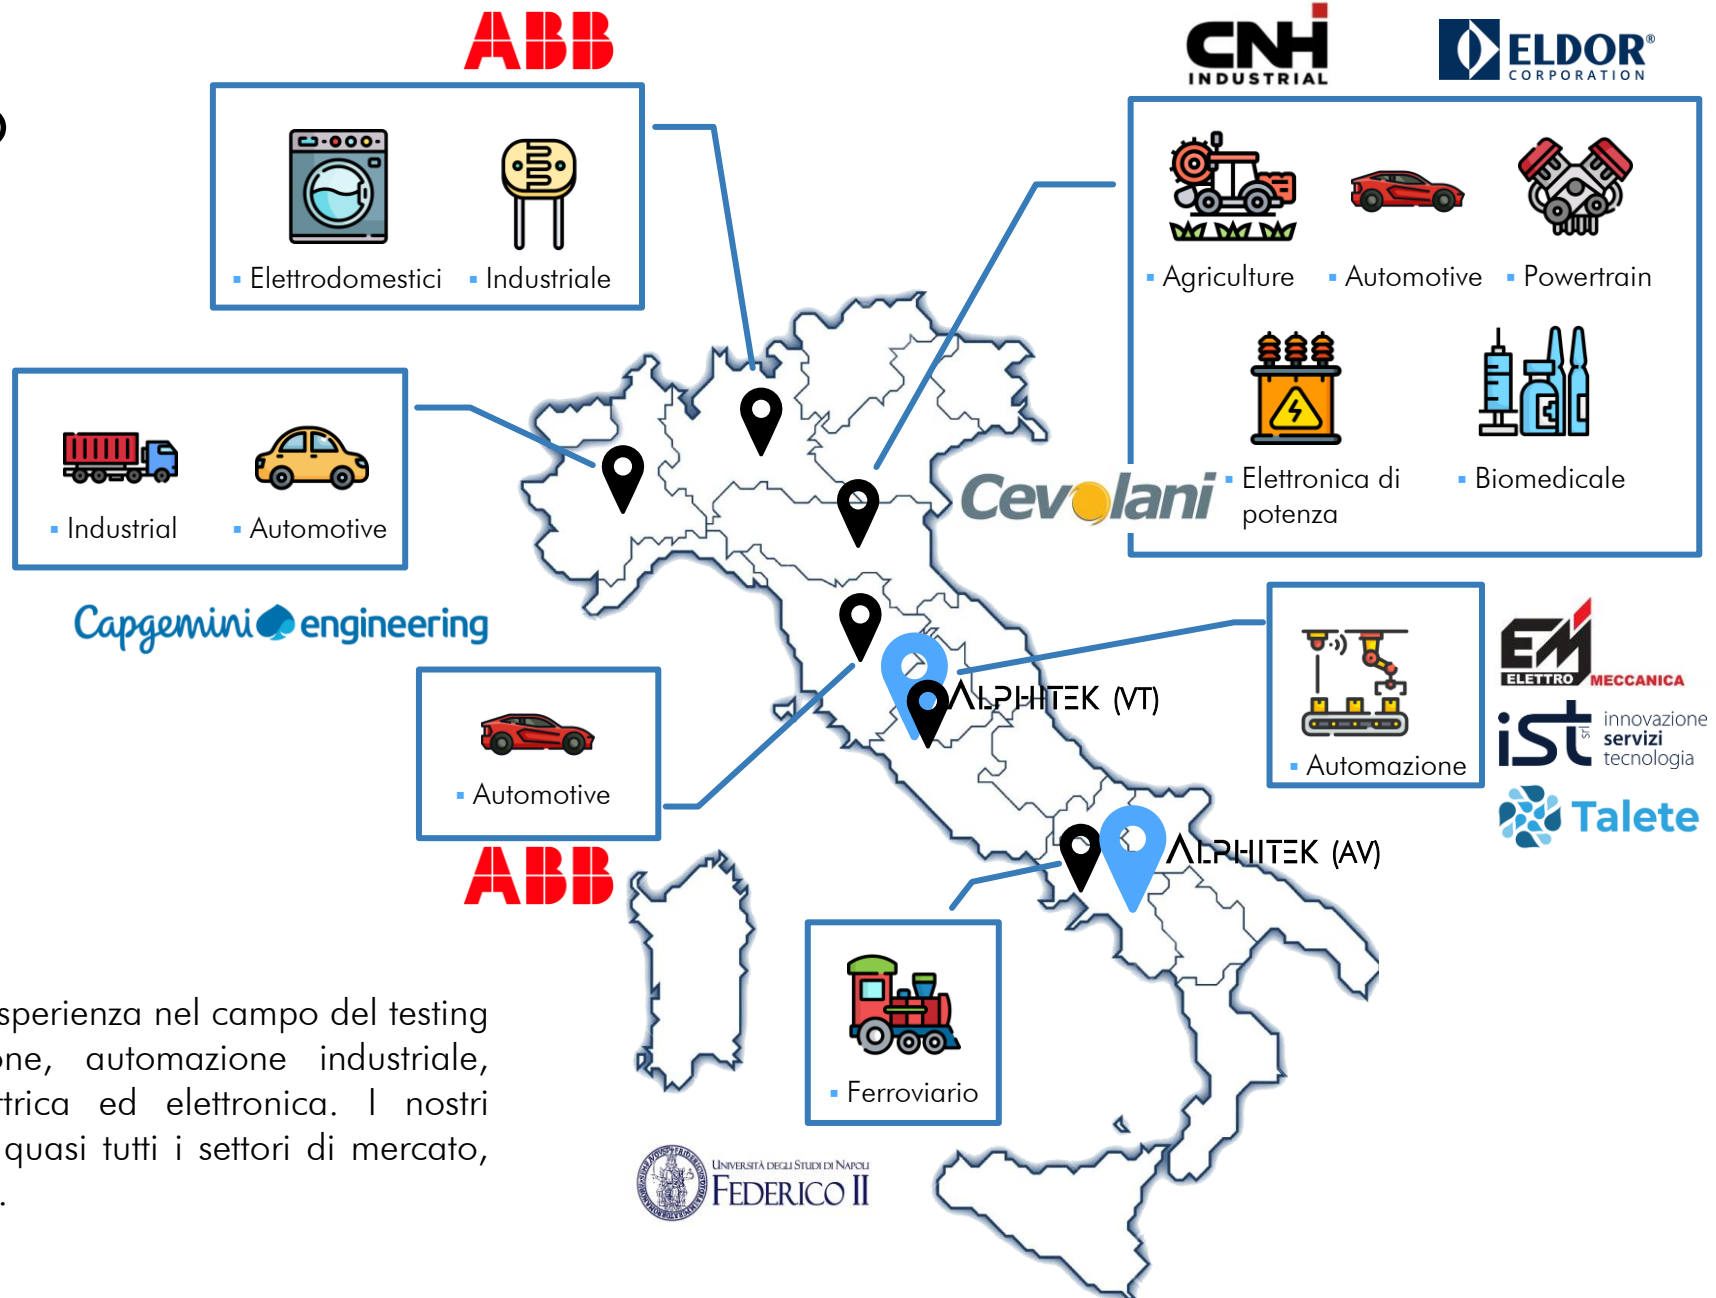 ABB
CNH
INDUSTRIAL
ELDOR®
CORPORATION
▪ Elettrodomestici
▪ Industriale
▪ Agriculture
▪ Automotive
▪ Powertrain
▪ Elettronica di
potenza
▪ Biomedicale
▪ Industrial
▪ Automotive
Cevolani
Capgemini engineering
▪ Automotive
ABB
ALPHITEK (VT)
▪ Automazione
EM
ELETTRO MECCANICA
iST srl
innovazione
servizi
tecnologia
Talete
ALPHITEK (AV)
▪ Ferroviario
UNIVERSITÀ DEGLI STUDI DI NAPOLI
FEDERICO II
sperienza nel campo del testing
one, automazione industriale,
ttrica ed elettronica. I nostri
quasi tutti i settori di mercato,
.